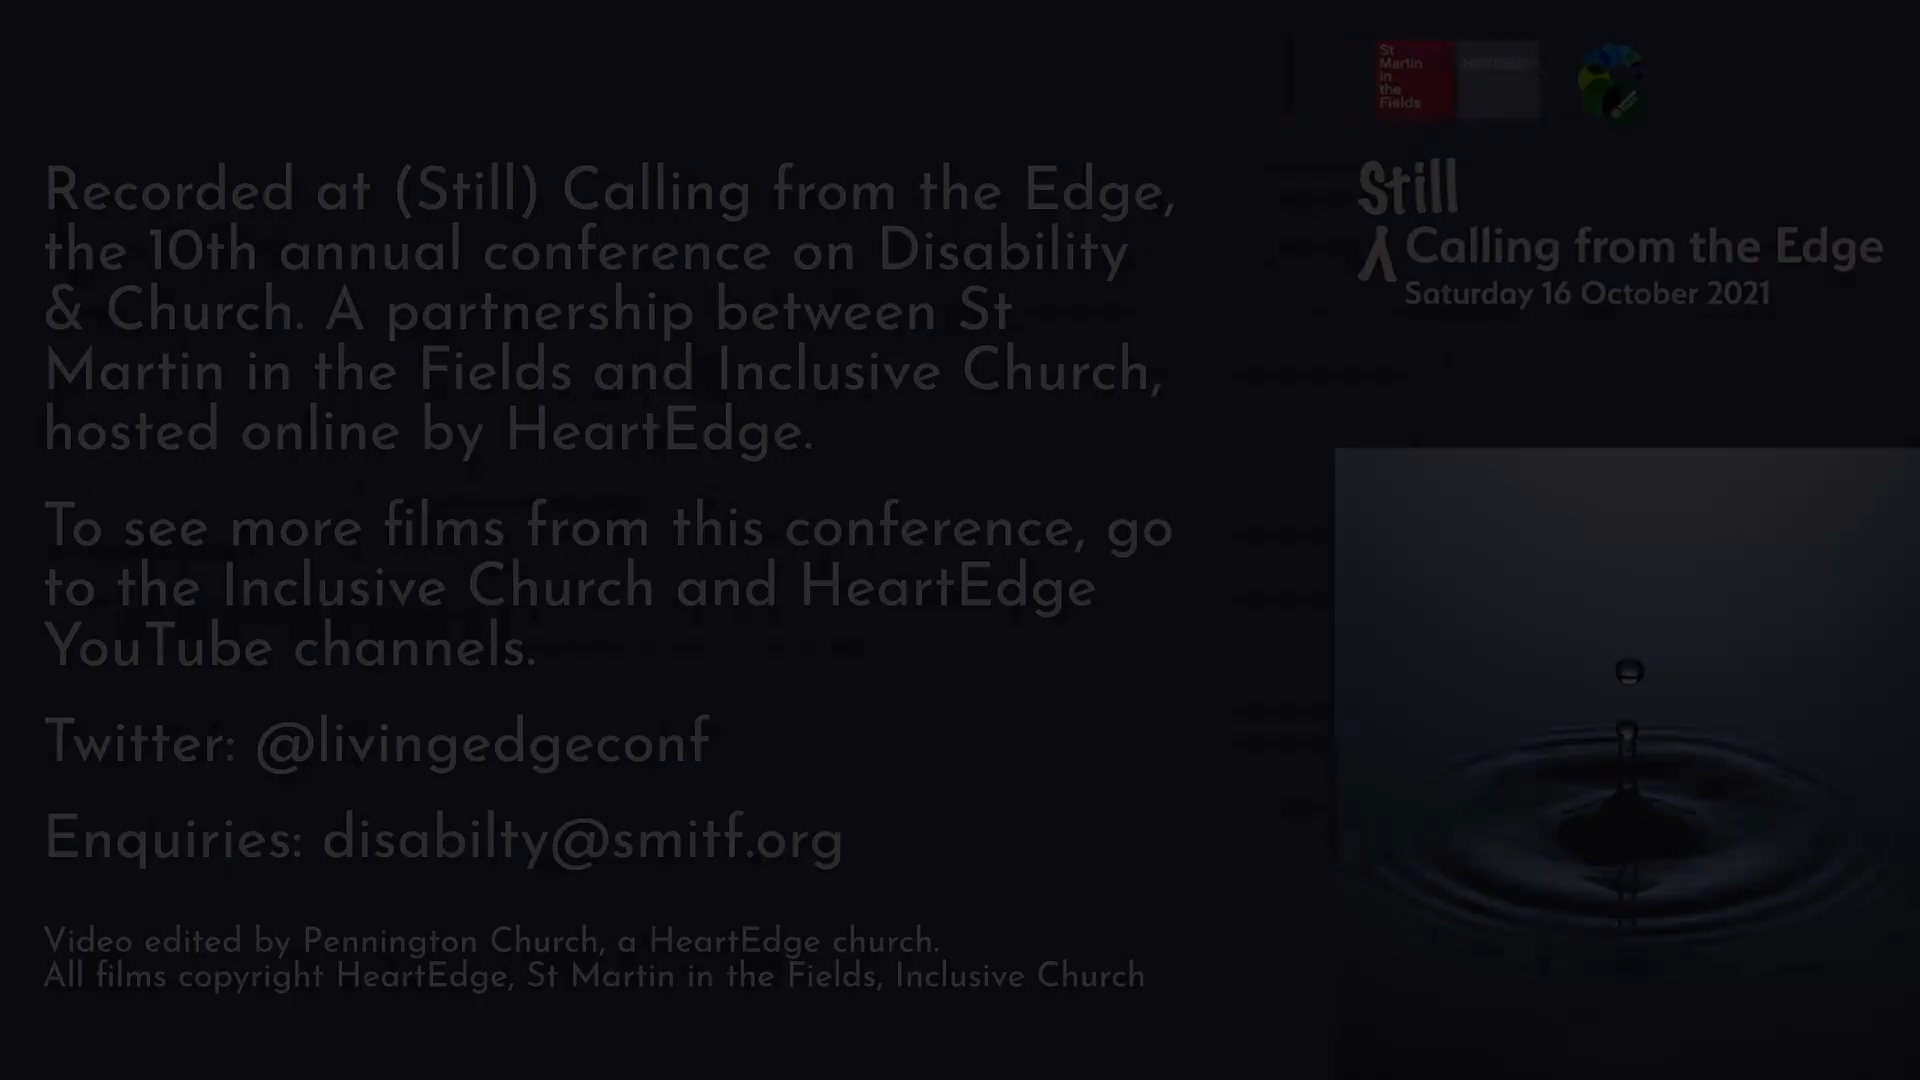 St
Martin
in
the
Fields
HeartEdge
Recorded at (Still) Calling from the Edge,
the 10th annual conference on Disability
& Church. A partnership between St
Martin in the Fields and Inclusive Church,
hosted online by HeartEdge.
To see more films from this conference, go
to the Inclusive Church and HeartEdge
YouTube channels.
Twitter: @livingedgeconf
Enquiries: disabilty@smitf.org
Video edited by Pennington Church, a HeartEdge church.
All films copyright HeartEdge, St Martin in the Fields, Inclusive Church
Still
Calling from the Edge
Saturday 16 October 2021